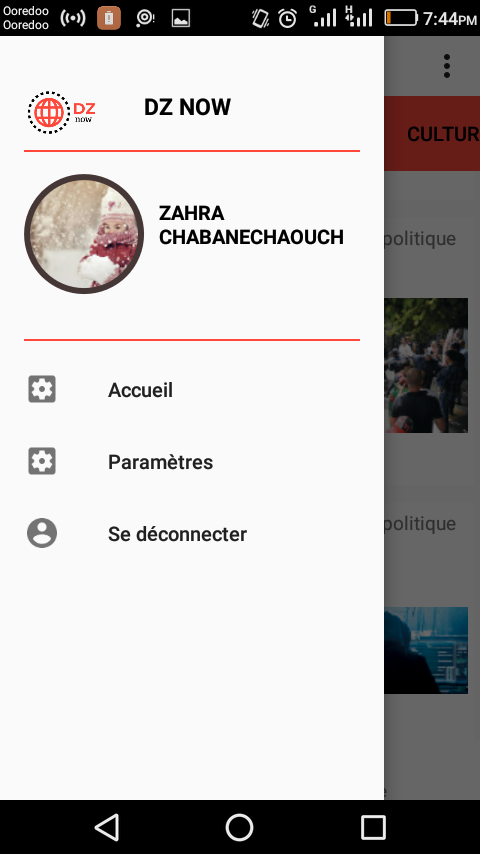 Ooredoo
Ooredoo
G
H
7:44PM
DZ
now
DZ NOW
CULTUR
ZAHRA
CHABANECHAOUCH
politique
Accueil
Paramètres
politique
Se déconnecter